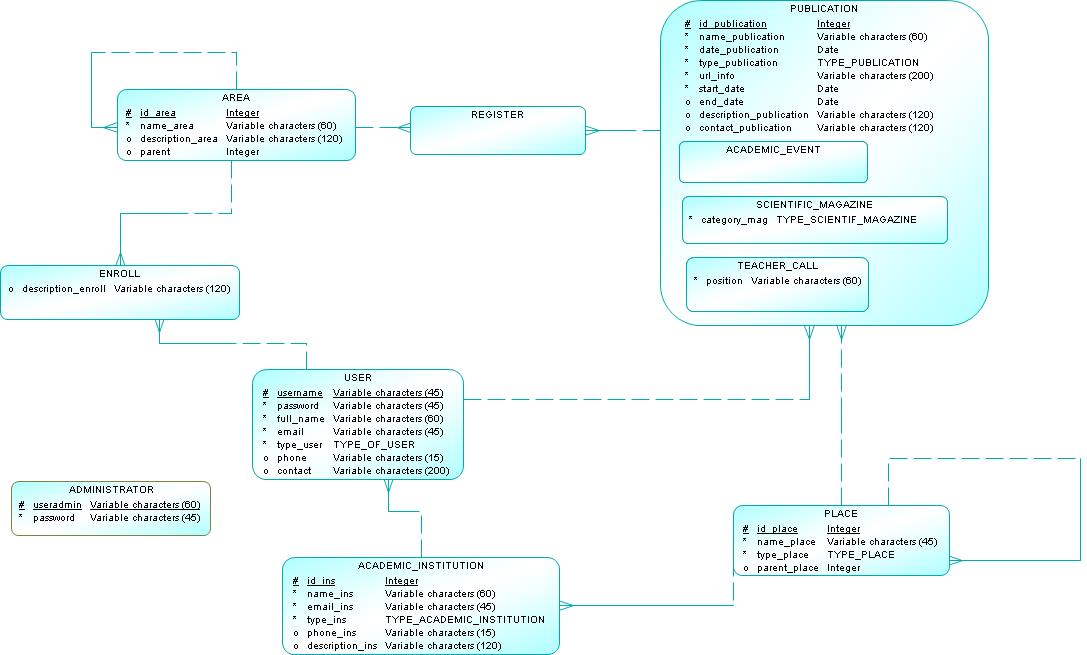 PUBLICATION
# id_publication Integer
* name_publication Variable characters (60)
* date_publication Date
* type_publication TYPE_PUBLICATION
* url_info Variable characters (200)
* start_date Date
o end_date Date
o description_publication Variable characters (120)
o contact_publication Variable characters (120)
ACADEMIC_EVENT
SCIENTIFIC_MAGAZINE
* category_mag TYPE_SCIENTIF_MAGAZINE
TEACHER_CALL
* position Variable characters (60)
AREA
# id_area Integer
* name_area Variable characters (60)
o description_area Variable characters (120)
o parent Integer
REGISTER
ENROLL
o description_enroll Variable characters (120)
USER
# username Variable characters (45)
* password Variable characters (45)
* full_name Variable characters (60)
* email Variable characters (45)
* type_user TYPE_OF_USER
o phone Variable characters (15)
o contact Variable characters (200)
ADMINISTRATOR
# useradmin Variable characters (60)
* password Variable characters (45)
PLACE
# id_place Integer
* name_place Variable characters (45)
* type_place TYPE_PLACE
o parent_place Integer
ACADEMIC_INSTITUTION
# id_ins Integer
* name_ins Variable characters (60)
* email_ins Variable characters (45)
* type_ins TYPE_ACADEMIC_INSTITUTION
o phone_ins Variable characters (15)
o description_ins Variable characters (120)